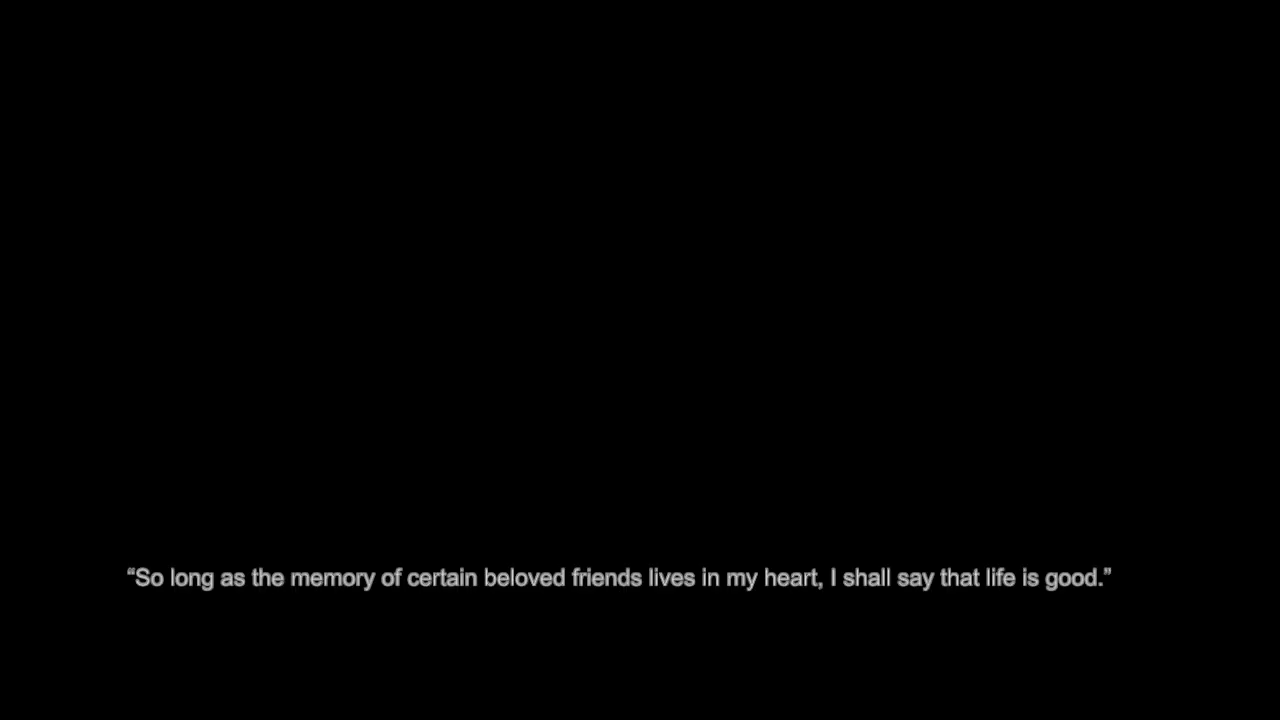 “So long as the memory of certain beloved friends lives in my heart, I shall say that life is good.”